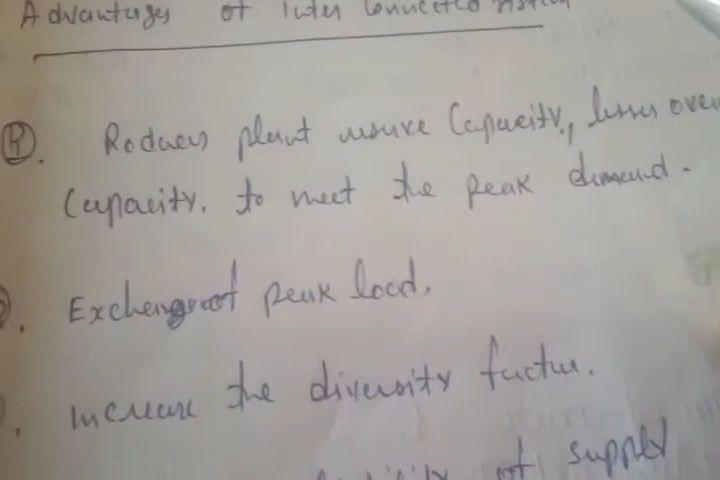 Advantages of Inter Connected
Reduces plant reserve Capacity, lesser over
Capacity. to meet the peak demand.
Exchange of peak load.
increase the diversity factor.
of supply